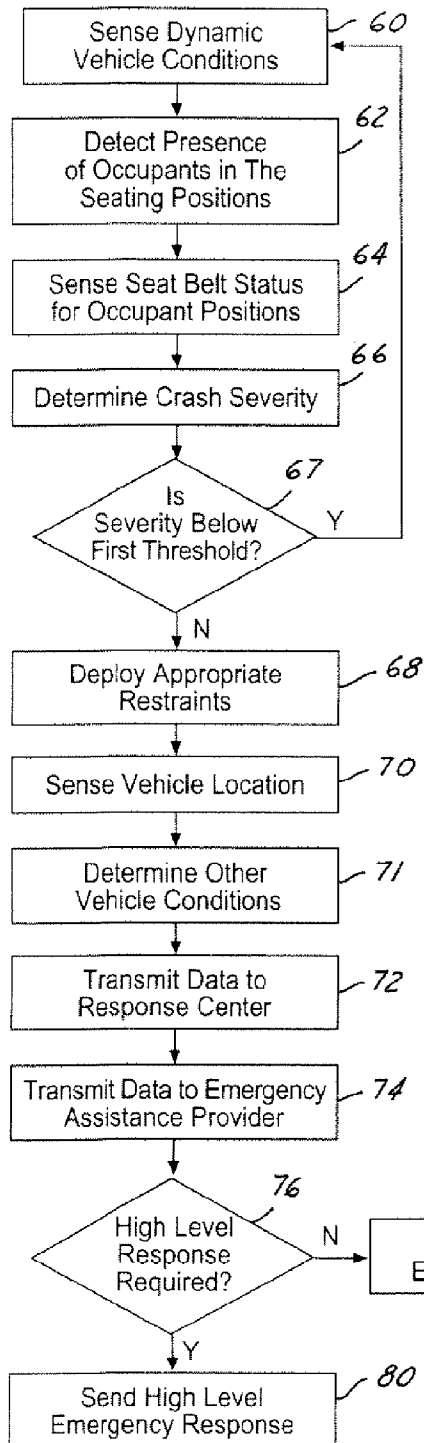 Sense Dynamic
Vehicle Conditions
60
Detect Presence
of Occupants in The
Seating Positions
62
Sense Seat Belt Status
for Occupant Positions
64
Determine Crash Severity
66
Is
Severity Below
First Threshold?
67
Y
N
Deploy Appropriate
Restraints
68
Sense Vehicle Location
70
Determine Other
Vehicle Conditions
71
Transmit Data to
Response Center
72
Transmit Data to Emergency
Assistance Provider
74
High Level
Response
Required?
76
N
E
Y
Send High Level
Emergency Response
80